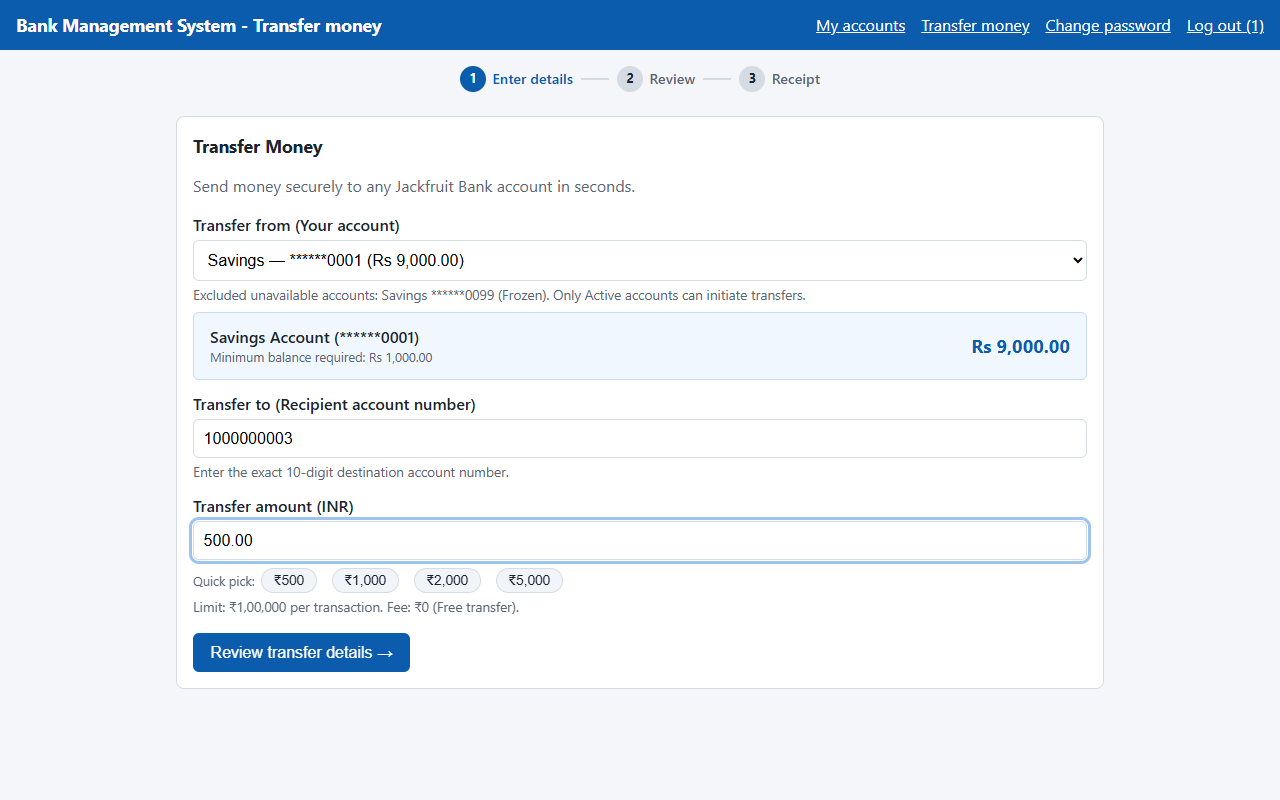 Bank Management System - Transfer money
My accounts
Transfer money
Change password
Log out (1)
1 Enter details
2 Review
3 Receipt
Transfer Money
Send money securely to any Jackfruit Bank account in seconds.
Transfer from (Your account)
Savings — ******0001 (Rs 9,000.00)
Excluded unavailable accounts: Savings ******0099 (Frozen). Only Active accounts can initiate transfers.
Savings Account (******0001)
Minimum balance required: Rs 1,000.00
Rs 9,000.00
Transfer to (Recipient account number)
1000000003
Enter the exact 10-digit destination account number.
Transfer amount (INR)
500.00
Quick pick: ₹500 ₹1,000 ₹2,000 ₹5,000
Limit: ₹1,00,000 per transaction. Fee: ₹0 (Free transfer).
Review transfer details →